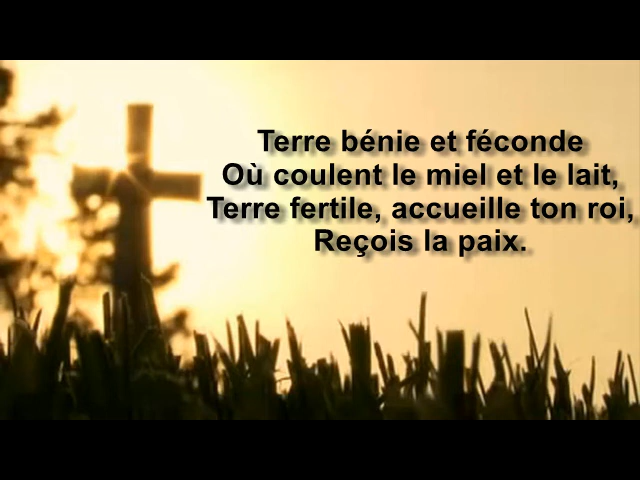 Terre bénie et féconde
Où coulent le miel et le lait,
Terre fertile, accueille ton roi,
Reçois la paix.